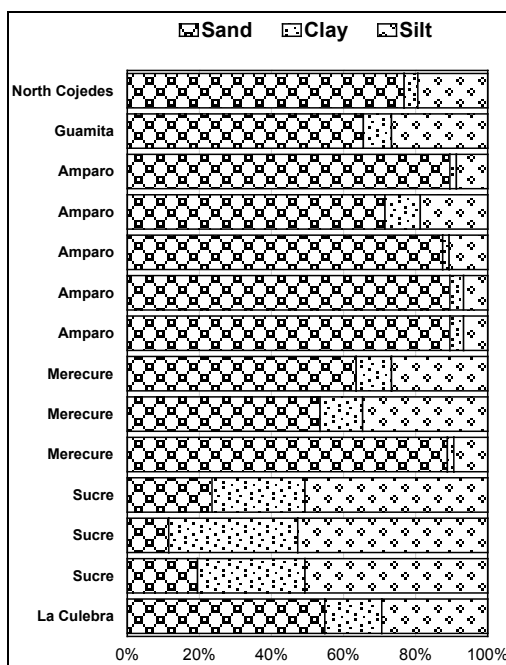 Sand Clay Silt
North Cojedes
Guamita
Amparo
Amparo
Amparo
Amparo
Amparo
Merecure
Merecure
Merecure
Sucre
Sucre
Sucre
La Culebra
0% 20% 40% 60% 80% 100%